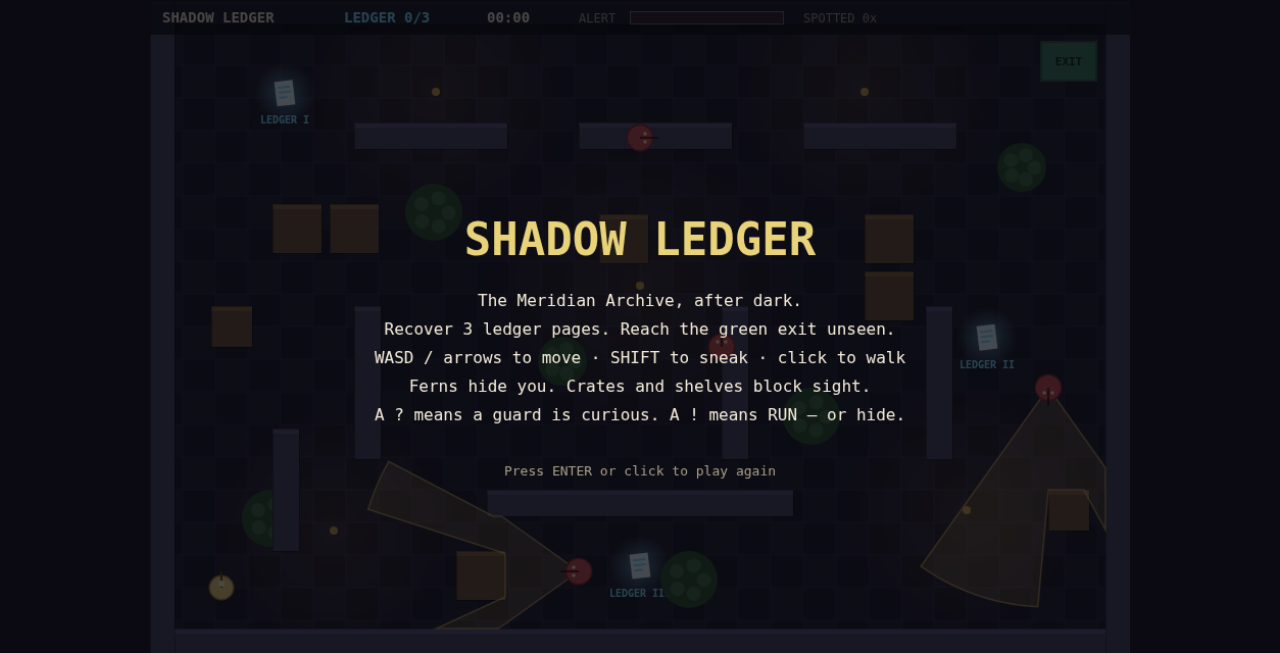 SHADOW LEDGER LEDGER 0/3 00:00 ALERT SPOTTED 0x
EXIT
LEDGER I
SHADOW LEDGER
The Meridian Archive, after dark.
Recover 3 ledger pages. Reach the green exit unseen.
WASD / arrows to move · SHIFT to sneak · click to walk
LEDGER II
Ferns hide you. Crates and shelves block sight.
A ? means a guard is curious. A ! means RUN — or hide.
Press ENTER or click to play again
LEDGER II